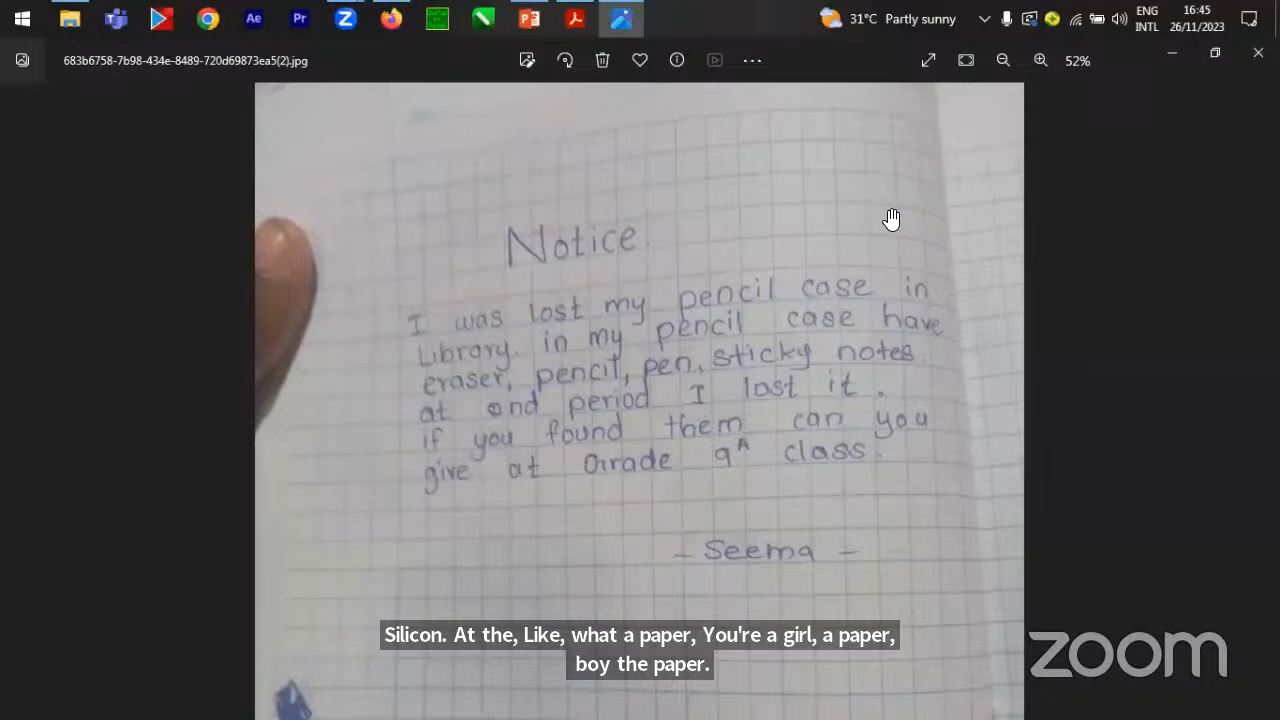 Ae
Pr
31°C Partly sunny
ENG
INTL
16:45
26/11/2023
683b6758-7b98-434e-8489-720d69873ea5(2).jpg
52%
Notice.
I was lost my pencil case in
Library. in my pencil case have
eraser, pencil, pen, sticky notes.
at 2nd period I lost it.
if you found them can you
give at Grade 9A class.
- Seema -
Silicon. At the, Like, what a paper, You're a girl, a paper,
boy the paper.
zoom